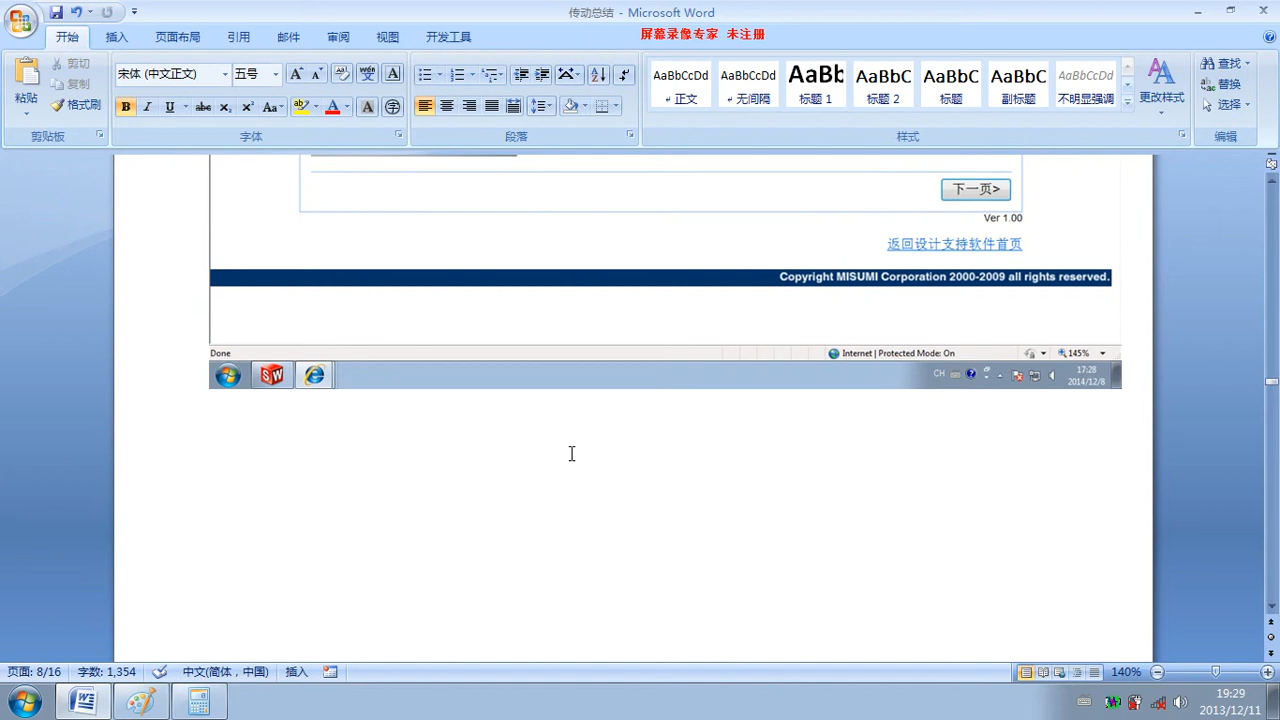 传动总结 - Microsoft Word
屏幕录像专家 未注册
开始 插入 页面布局 引用 邮件 审阅 视图 开发工具
粘贴
剪切
复制
格式刷
剪贴板
宋体 (中文正文) 五号
字体
段落
AaBbCcDd AaBbCcDd AaBb AaBbC AaBbC AaBbC AaBbCcDd
正文 无间隔 标题 1 标题 2 标题 副标题 不明显强调
更改样式
样式
查找
替换
选择
编辑
下一页>
Ver 1.00
返回设计支持软件首页
Copyright MISUMI Corporation 2000-2009 all rights reserved.
Done
Internet | Protected Mode: On
145%
CH
17:28
2014/12/8
页面: 8/16 字数: 1,354 中文(简体，中国) 插入 140%
19:29
2013/12/11